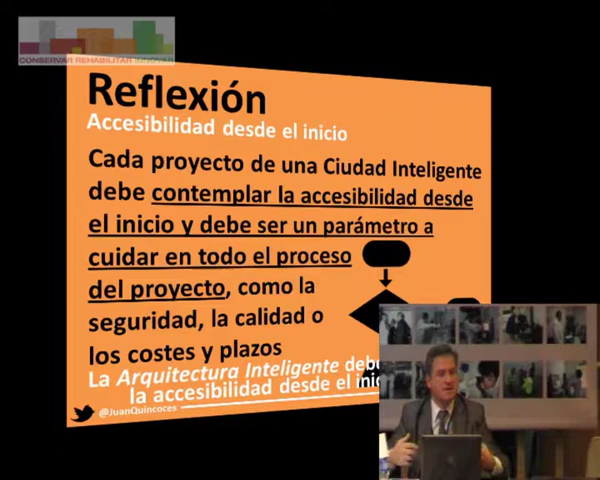 CONSERVAR REHABILITAR INNOVAR
Reflexión
Accesibilidad desde el inicio
Cada proyecto de una Ciudad Inteligente
debe contemplar la accesibilidad desde
el inicio y debe ser un parámetro a
cuidar en todo el proceso
del proyecto, como la
seguridad, la calidad o
los costes y plazos
La Arquitectura Inteligente
la accesibilidad desde el
@JuanQuincoces